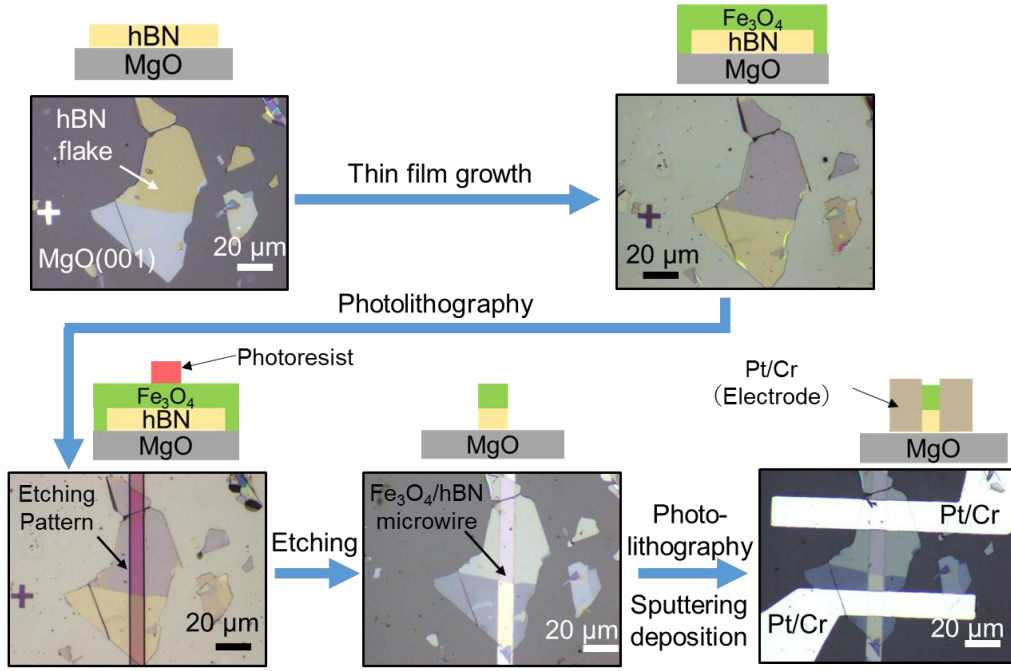 hBN
MgO
hBN
.flake
MgO(001)
20 µm
Thin film growth
Fe₃O₄
hBN
MgO
20 µm
Photolithography
Photoresist
Fe₃O₄
hBN
MgO
Etching
Pattern
20 µm
Etching
MgO
Fe₃O₄/hBN
microwire
20 µm
Photo-
lithography
Sputtering
deposition
Pt/Cr
（Electrode）
MgO
Pt/Cr
Pt/Cr
20 µm